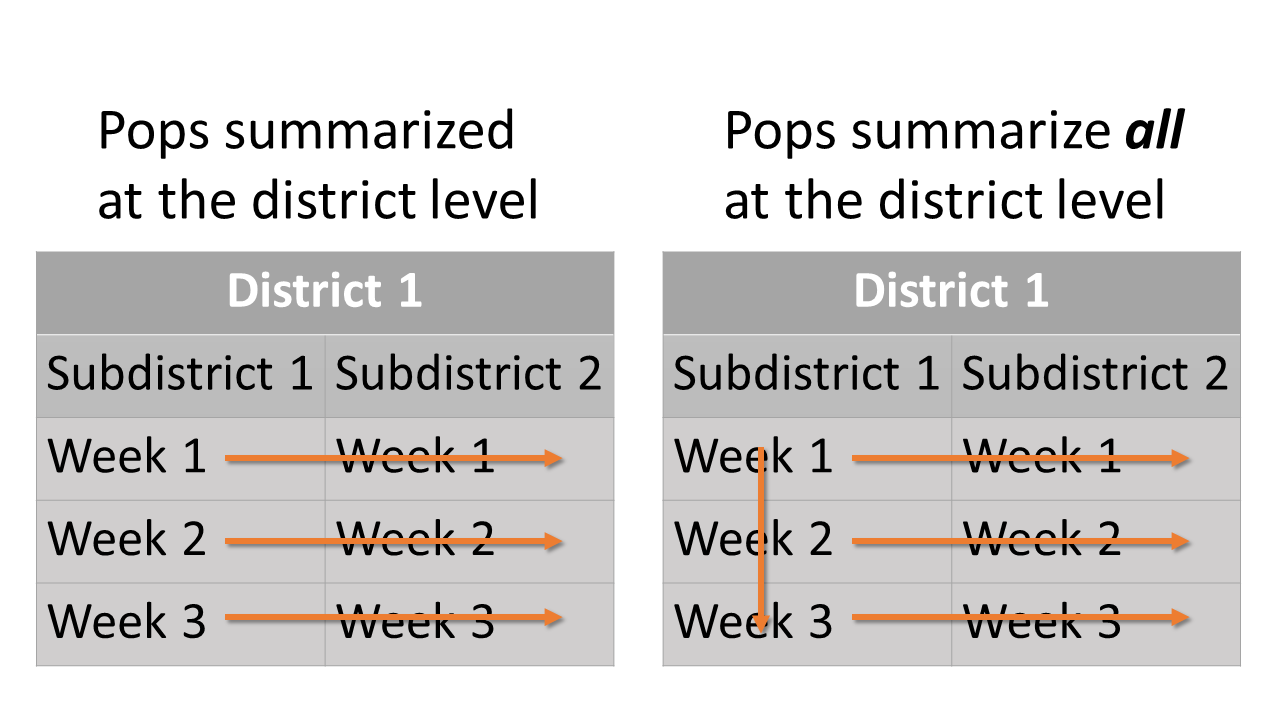 Pops summarized
at the district level
District 1
Subdistrict 1 Subdistrict 2
Week 1 Week 1
Week 2 Week 2
Week 3 Week 3
Pops summarize all
at the district level
District 1
Subdistrict 1 Subdistrict 2
Week 1 Week 1
Week 2 Week 2
Week 3 Week 3